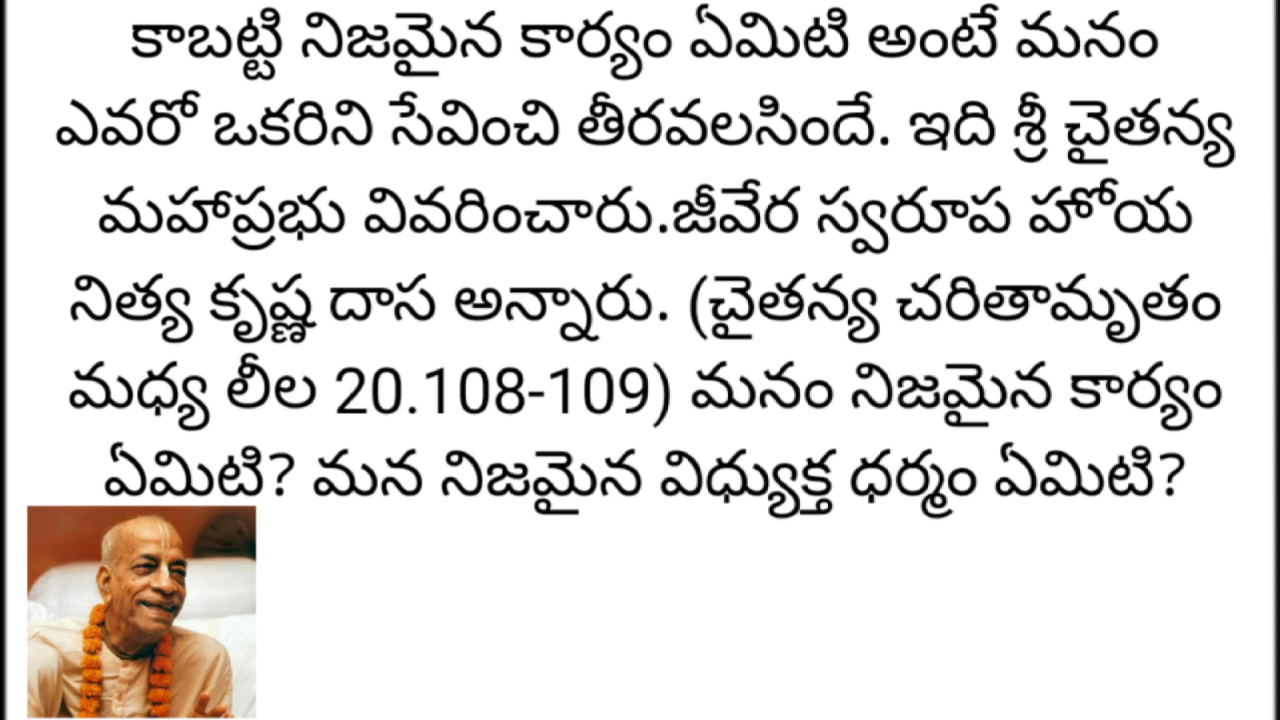 కాబట్టి నిజమైన కార్యం ఏమిటి అంటే మనం
ఎవరో ఒకరిని సేవించి తీరవలసిందే. ఇది శ్రీ చైతన్య
మహాప్రభు వివరించారు.జీవేర స్వరూప హోయ
నిత్య కృష్ణ దాస అన్నారు. (చైతన్య చరితామృతం
మధ్య లీల 20.108-109) మనం నిజమైన కార్యం
ఏమిటి? మన నిజమైన విధ్యుక్త ధర్మం ఏమిటి?